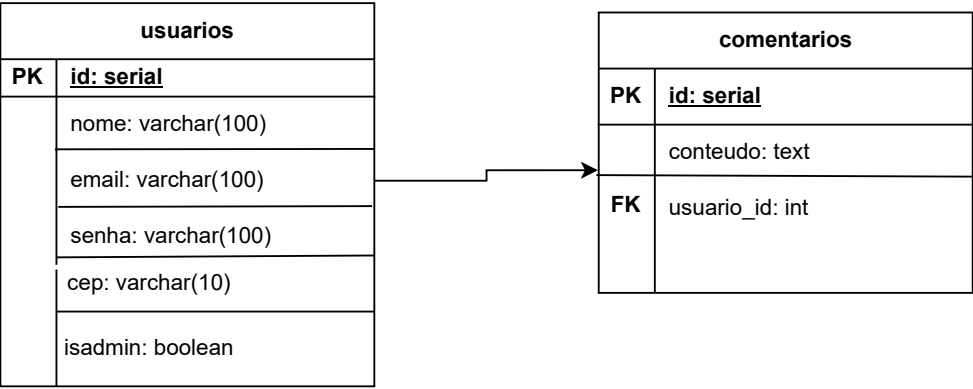 usuarios
PK id: serial
nome: varchar(100)
email: varchar(100)
senha: varchar(100)
cep: varchar(10)
isadmin: boolean
comentarios
PK id: serial
conteudo: text
FK usuario_id: int